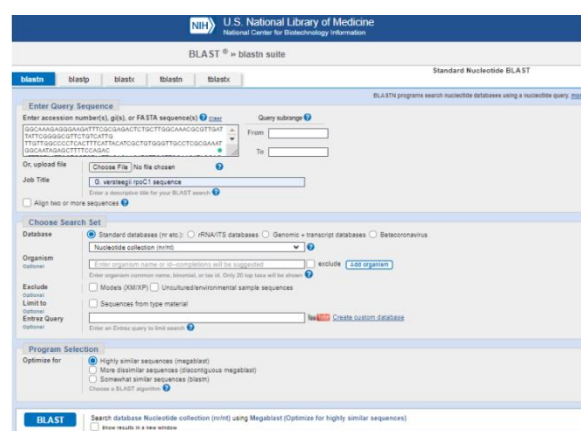 NIH U.S. National Library of Medicine
National Center for Biotechnology Information
BLAST ® » blastn suite
Standard Nucleotide BLAST
blastn blastp blastx tblastn tblastx
BLASTN programs search nucleotide databases using a nucleotide query.
Enter Query Sequence
Enter accession number(s), gi(s), or FASTA sequence(s) Clear Query subrange
GGCAAAGAGGGAAGATTTCGCGAGACTCTGCTTGGCAAACGCGTTGAT
TATTCGGGGCGTTCTGTCATTG
TTGTTGGCCCCTCACTTTCATTACATCGCTGTGGGTTGCCTCGCGAAAT
GGCAATAGAGCTTTTCCAGAC
From
To
Or, upload file Choose File No file chosen
Job Title G. versteegii rpoC1 sequence
Enter a descriptive title for your BLAST search
Align two or more sequences
Choose Search Set
Database Standard databases (nr etc.): rRNA/ITS databases Genomic + transcript databases Betacoronavirus
Nucleotide collection (nr/nt)
Organism
Optional
Enter organism name or id--completions will be suggested exclude Add organism
Enter organism common name, binomial, or tax id. Only 20 top taxa will be shown
Exclude
Optional
Models (XM/XP) Uncultured/environmental sample sequences
Limit to
Optional
Sequences from type material
Entrez Query
Optional
Create custom database
Enter an Entrez query to limit search
Program Selection
Optimize for Highly similar sequences (megablast)
More dissimilar sequences (discontiguous megablast)
Somewhat similar sequences (blastn)
Choose a BLAST algorithm
BLAST Search database Nucleotide collection (nr/nt) using Megablast (Optimize for highly similar sequences)
Show results in a new window